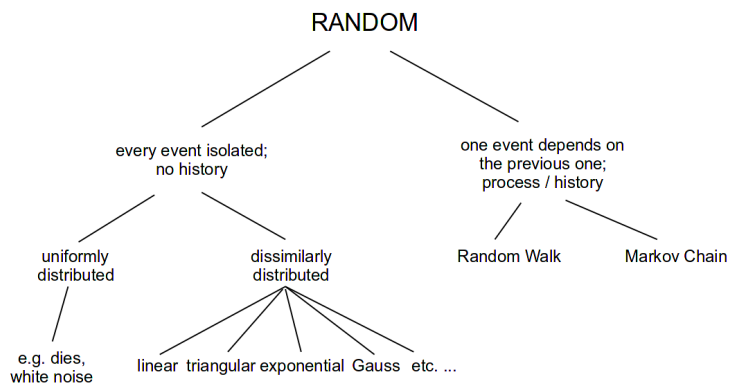 RANDOM
every event isolated;
no history
one event depends on
the previous one;
process / history
uniformly
distributed
dissimilarly
distributed
Random Walk
Markov Chain
e.g. dies,
white noise
linear triangular exponential Gauss etc. ...